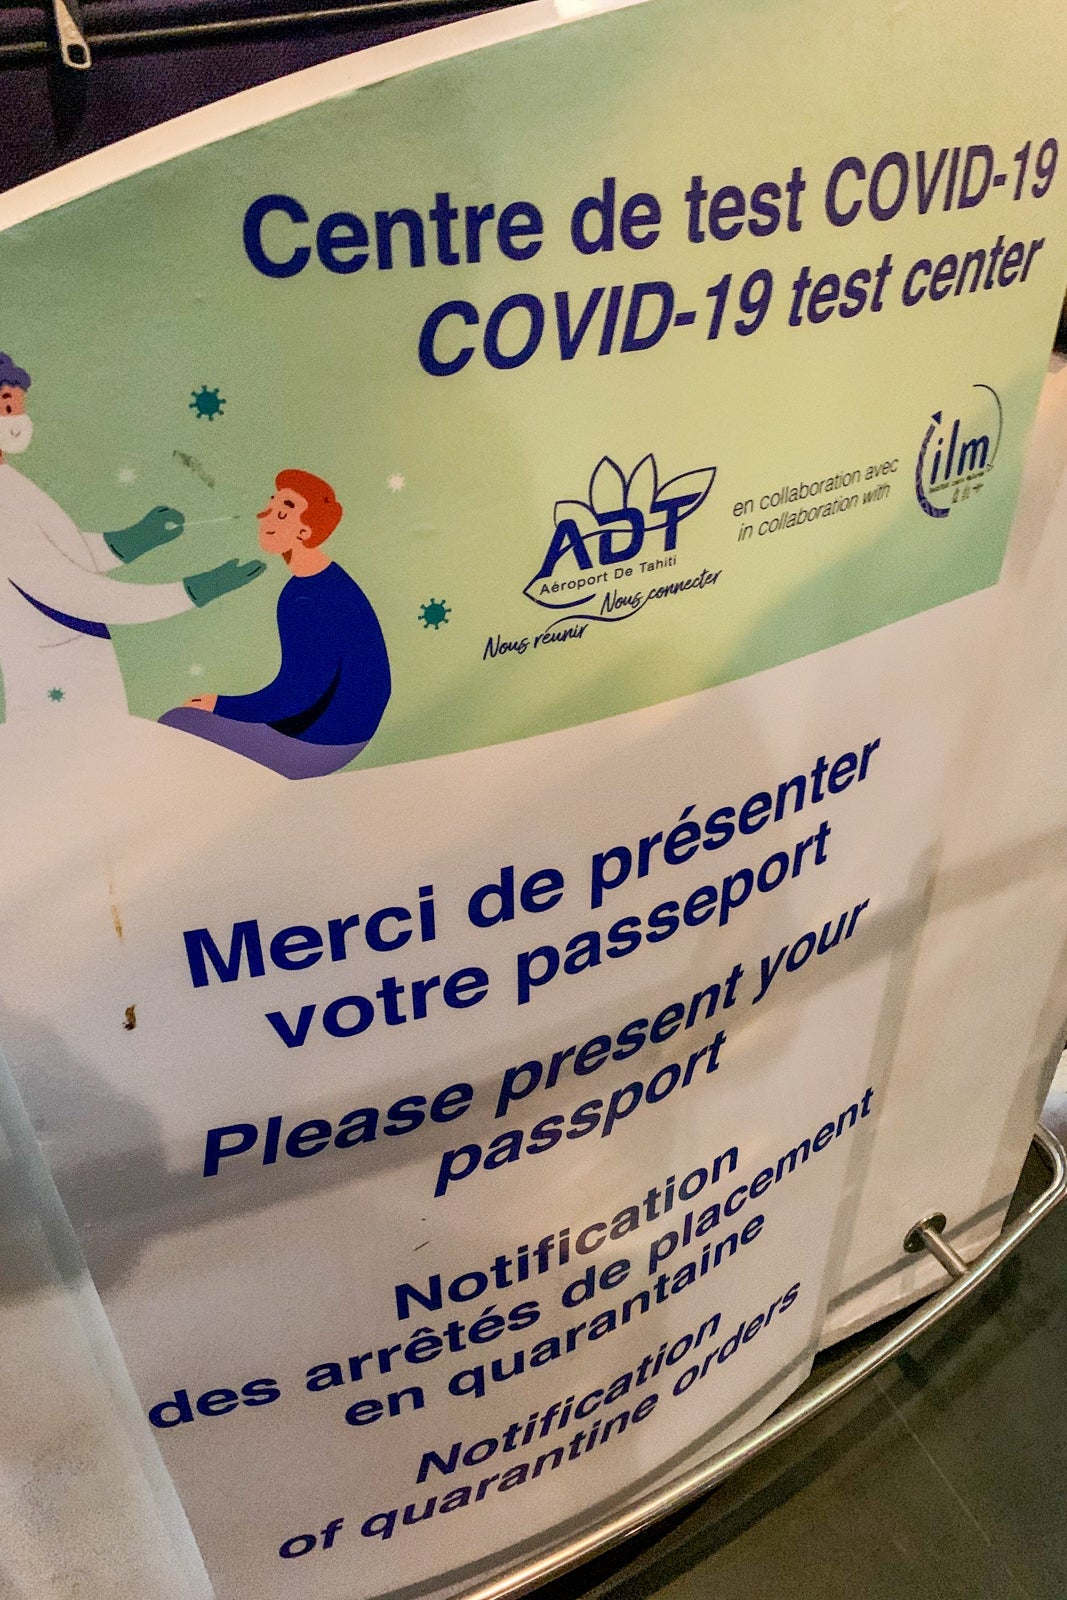 Centre de test COVID-19
COVID-19 test center
ADT
Aéroport De Tahiti
Nous réunir Nous connecter
en collaboration avec
in collaboration with
ilm
Merci de présenter
votre passeport
Please present your
passport
Notification
des arrêtés de placement
en quarantaine
Notification
of quarantine orders